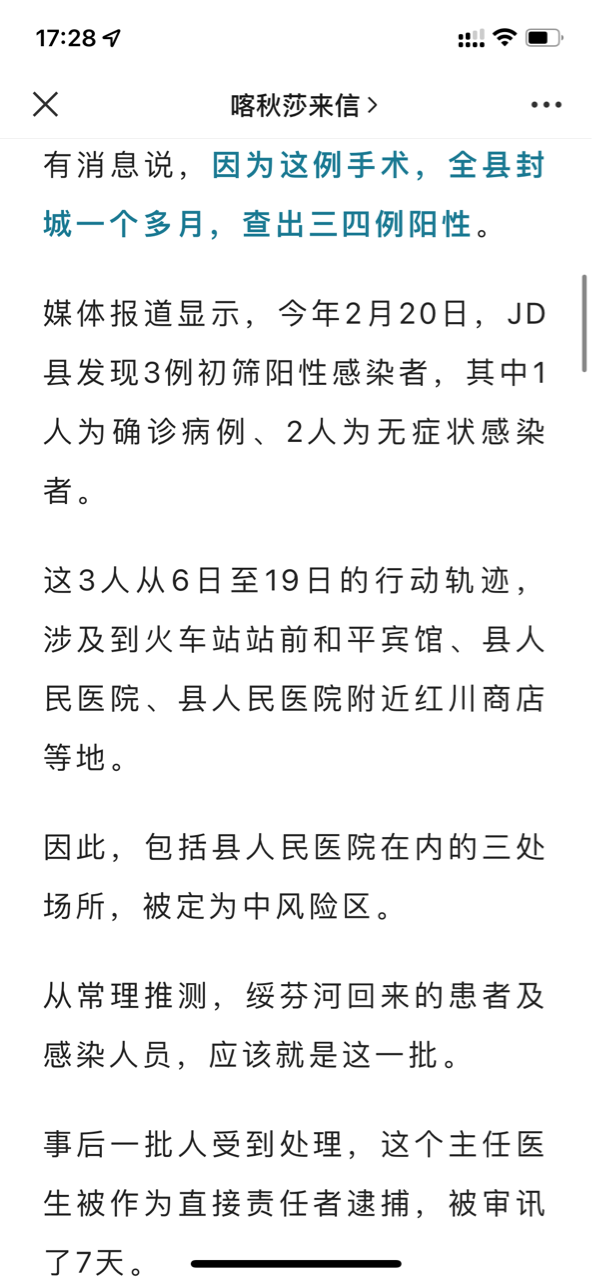 17:28
喀秋莎来信
有消息说，因为这例手术，全县封
城一个多月，查出三四例阳性。
媒体报道显示，今年2月20日，JD
县发现3例初筛阳性感染者，其中1
人为确诊病例、2人为无症状感染
者。
这3人从6日至19日的行动轨迹，
涉及到火车站站前和平宾馆、县人
民医院、县人民医院附近红川商店
等地。
因此，包括县人民医院在内的三处
场所，被定为中风险区。
从常理推测，绥芬河回来的患者及
感染人员，应该就是这一批。
事后一批人受到处理，这个主任医
生被作为直接责任者逮捕，被审讯
了7天。